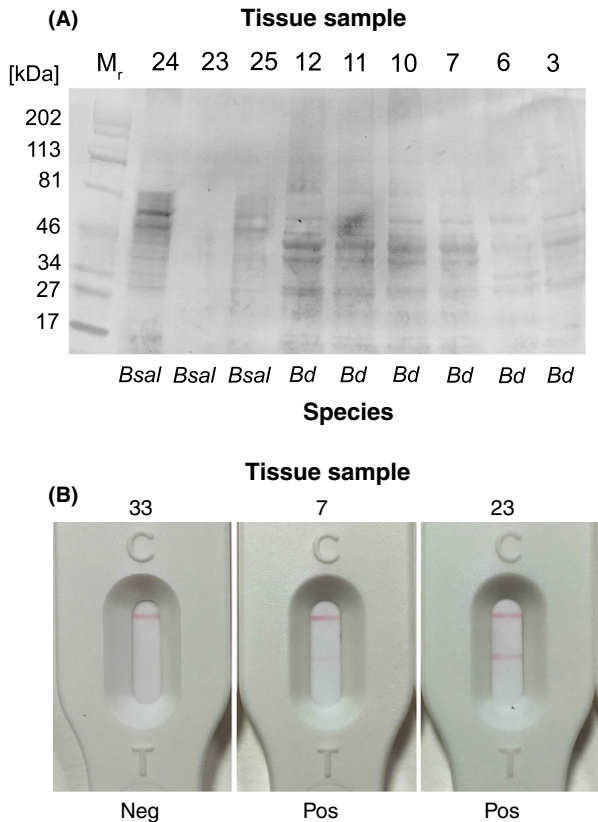 (A) Tissue sample
[kDa] Mr 24 23 25 12 11 10 7 6 3
202
113
81
46
34
27
17
Bsal Bsal Bsal Bd Bd Bd Bd Bd Bd
Species
Tissue sample
(B)
33 7 23
C C C
T T T
Neg Pos Pos